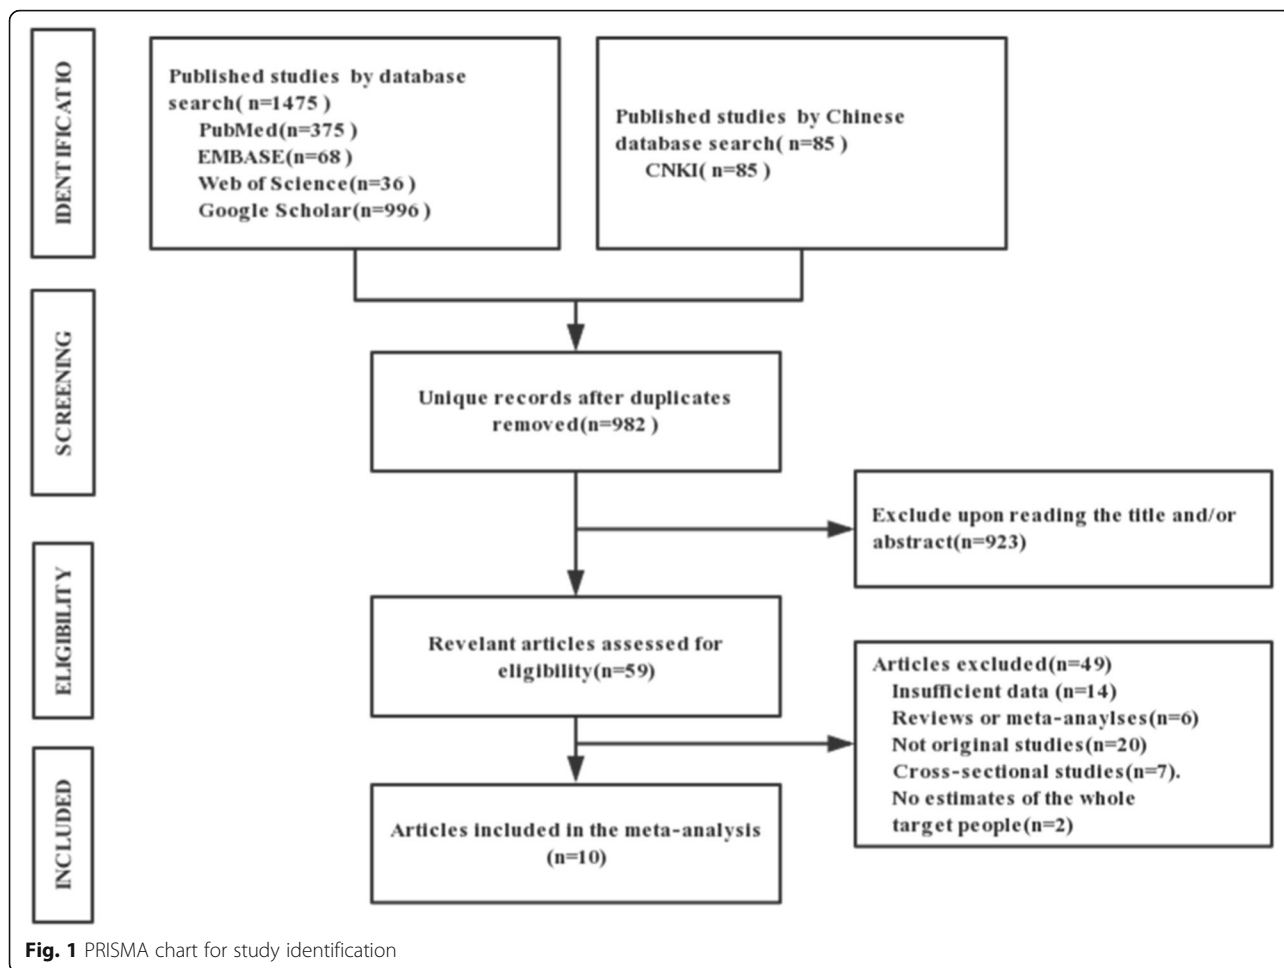 IDENTIFICATIO
Published studies by database
search( n=1475 )
PubMed(n=375 )
EMBASE(n=68 )
Web of Science(n=36 )
Google Scholar(n=996 )
Published studies by Chinese
database search( n=85 )
CNKI( n=85 )
SCREENING
Unique records after duplicates
removed(n=982 )
Exclude upon reading the title and/or
abstract(n=923)
ELIGIBILITY
Revelant articles assessed for
eligibility(n=59)
Articles excluded(n=49)
Insufficient data (n=14)
Reviews or meta-anaylses(n=6)
Not original studies(n=20)
Cross-sectional studies(n=7).
No estimates of the whole
target people(n=2)
INCLUDED
Articles included in the meta-analysis
(n=10)
Fig. 1 PRISMA chart for study identification